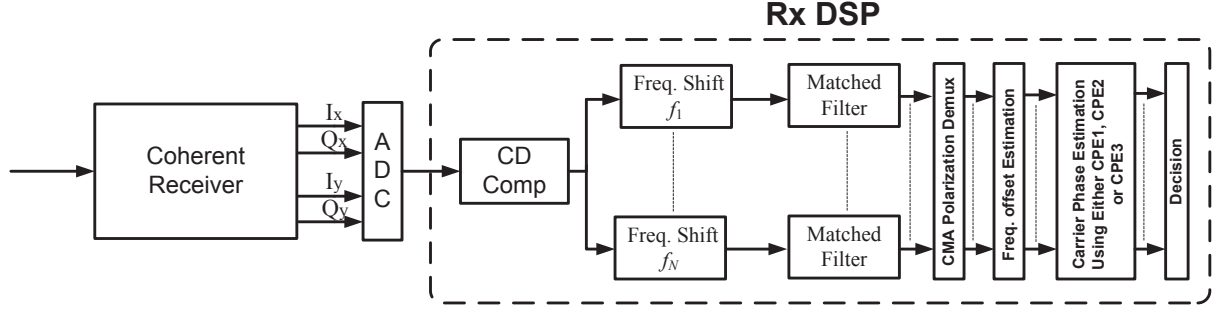 Rx DSP
Coherent
Receiver
Ix
Qx
Iy
Qy
A
D
C
CD
Comp
Freq. Shift
f1
Matched
Filter
Freq. Shift
fN
Matched
Filter
CMA Polarization Demux
Freq. offset Estimation
Carrier Phase Estimation
Using Either CPE1, CPE2
or CPE3
Decision